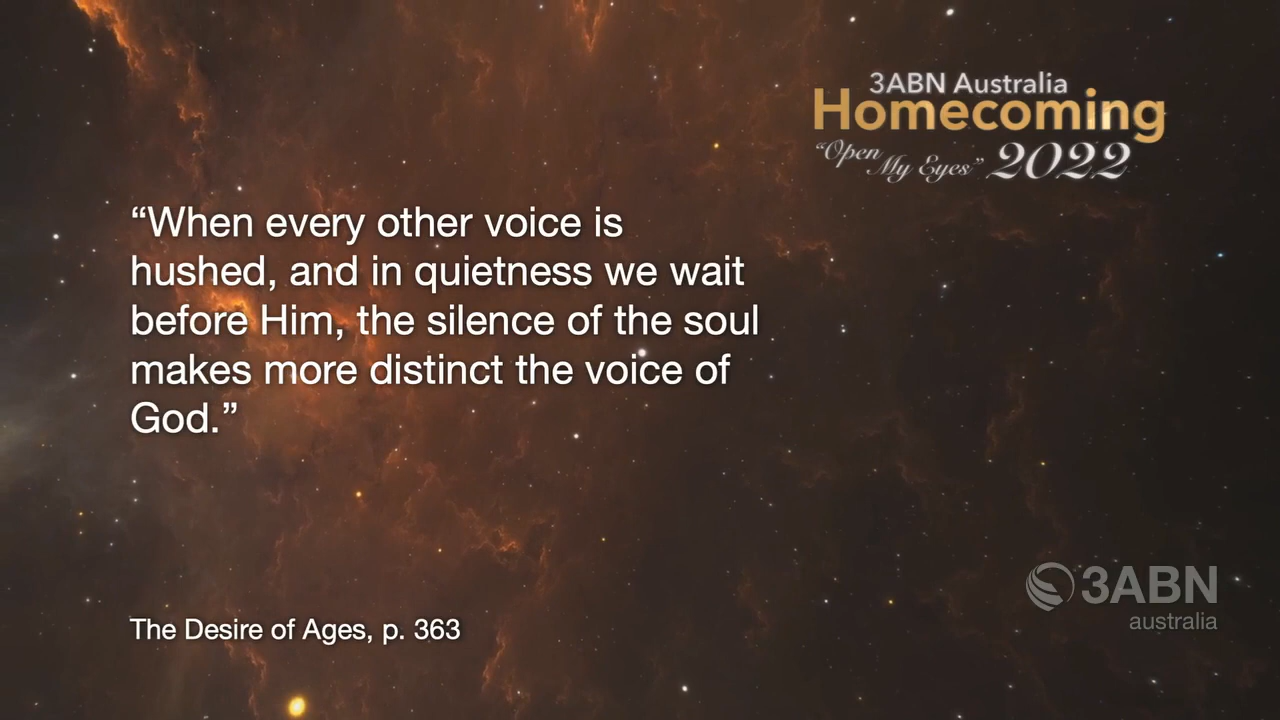 3ABN Australia
Homecoming
“Open My Eyes” 2022
“When every other voice is
hushed, and in quietness we wait
before Him, the silence of the soul
makes more distinct the voice of
God.”
The Desire of Ages, p. 363
3ABN
australia